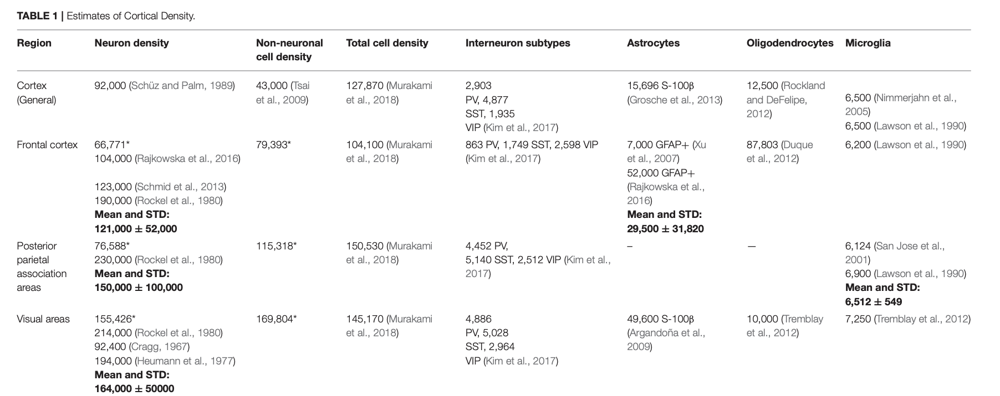 TABLE 1 | Estimates of Cortical Density.
Region Neuron density Non-neuronal cell density Total cell density Interneuron subtypes Astrocytes Oligodendrocytes Microglia
Cortex (General)
92,000 (Schüz and Palm, 1989)
43,000 (Tsai
et al., 2009)
127,870 (Murakami
et al., 2018)
2,903
PV, 4,877
SST, 1,935
VIP (Kim et al., 2017)
15,696 S-100β
(Grosche et al., 2013)
12,500 (Rockland
and DeFelipe,
2012)
6,500 (Nimmerjahn et al.,
2005)
6,500 (Lawson et al., 1990)
Frontal cortex
66,771*
104,000 (Rajkowska et al., 2016)
123,000 (Schmid et al., 2013)
190,000 (Rockel et al., 1980)
Mean and STD:
121,000 ± 52,000
79,393*
104,100 (Murakami
et al., 2018)
863 PV, 1,749 SST, 2,598 VIP
(Kim et al., 2017)
7,000 GFAP+ (Xu
et al., 2007)
52,000 GFAP+
(Rajkowska et al.,
2016)
Mean and STD:
29,500 ± 31,820
87,803 (Duque
et al., 2012)
6,200 (Lawson et al., 1990)
Posterior
parietal
association
areas
76,588*
230,000 (Rockel et al., 1980)
Mean and STD:
150,000 ± 100,000
115,318*
150,530 (Murakami
et al., 2018)
4,452 PV,
5,140 SST, 2,512 VIP (Kim et al.,
2017)
–
—
6,124 (San Jose et al.,
2001)
6,900 (Lawson et al., 1990)
Mean and STD:
6,512 ± 549
Visual areas
155,426*
214,000 (Rockel et al., 1980)
92,400 (Cragg, 1967)
194,000 (Heumann et al., 1977)
Mean and STD:
164,000 ± 50000
169,804*
145,170 (Murakami
et al., 2018)
4,886
PV, 5,028
SST, 2,964
VIP (Kim et al., 2017)
49,600 S-100β
(Argandoña et al.,
2009)
10,000 (Tremblay
et al., 2012)
7,250 (Tremblay et al., 2012)